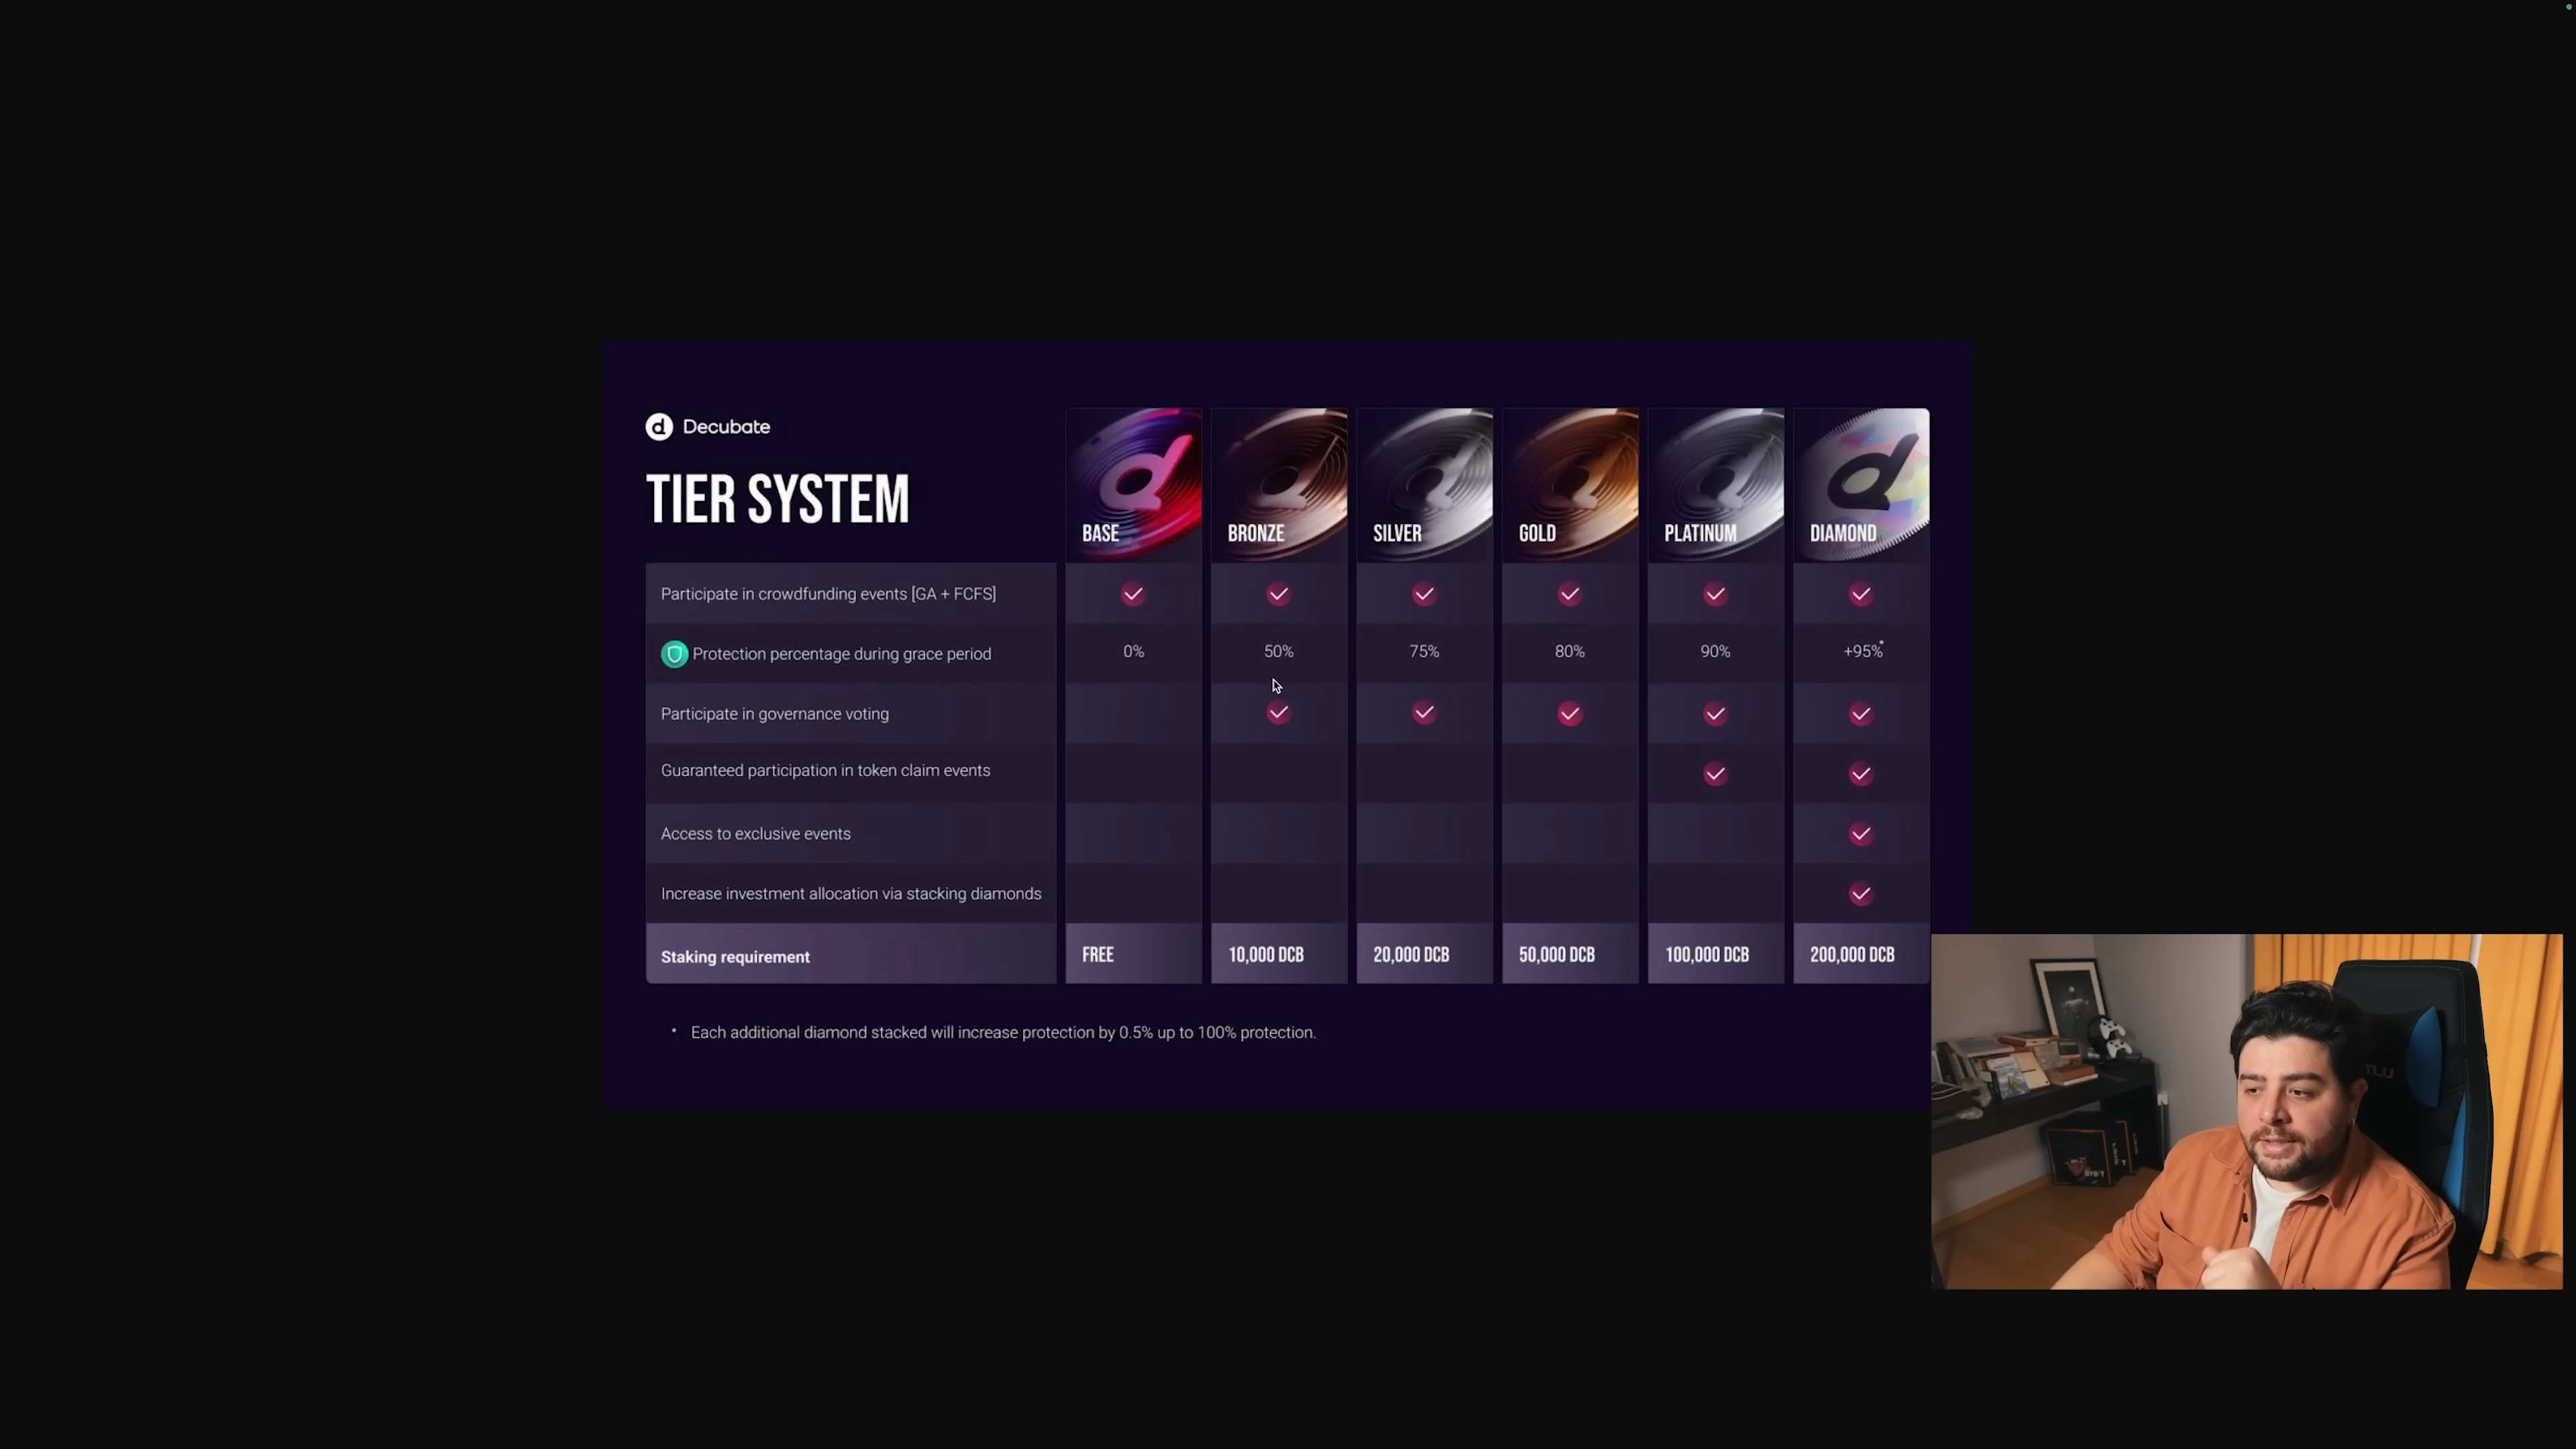 Decubate
TIER SYSTEM
BASE BRONZE SILVER GOLD PLATINUM DIAMOND
Participate in crowdfunding events [GA + FCFS]
Protection percentage during grace period 0% 50% 75% 80% 90% +95%*
Participate in governance voting
Guaranteed participation in token claim events
Access to exclusive events
Increase investment allocation via stacking diamonds
Staking requirement FREE 10,000 DCB 20,000 DCB 50,000 DCB 100,000 DCB 200,000 DCB
* Each additional diamond stacked will increase protection by 0.5% up to 100% protection.